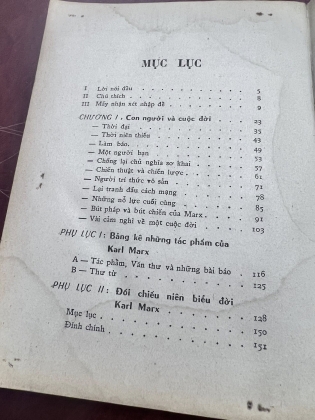 MỤC LỤC
I Lời nói đầu . . . . . . . . . 5
II Chú thích . . . . . . . . . 8
III Mấy nhận xét nhập đề . . . . . . . 9
CHƯƠNG I. Con người và cuộc đời . . . . 23
— Thời đại . . . . . . . . 35
— Thời niên thiếu . . . . . . . 43
— Làm báo. . . . . . . . 49
— Một người bạn . . . . . . . 53
— Chống lại chủ nghĩa sơ khai . . . . 57
— Chiến thuật và chiến lược . . . . . 61
— Người trí thức vô sản . . . . . . 71
— Lại tranh đấu cách mạng . . . . . 78
— Những nỗ lực cuối cùng . . . . . 85
— Bút pháp và bút chiến của Marx . . . . 91
— Vài cảm nghĩ về một cuộc đời . . . . 103
PHỤ LỤC I : Bảng kê những tác phẩm của
Karl Marx
A — Tác phẩm, Văn thư và những bài báo . . 116
B — Thư từ . . . . . . . . 125
PHỤ LỤC II : Đối chiếu niên biểu đời
Karl Marx . . . . . . . 128
Mục lục . . . . . . . . . 150
Đính chính . . . . . . . . . 151